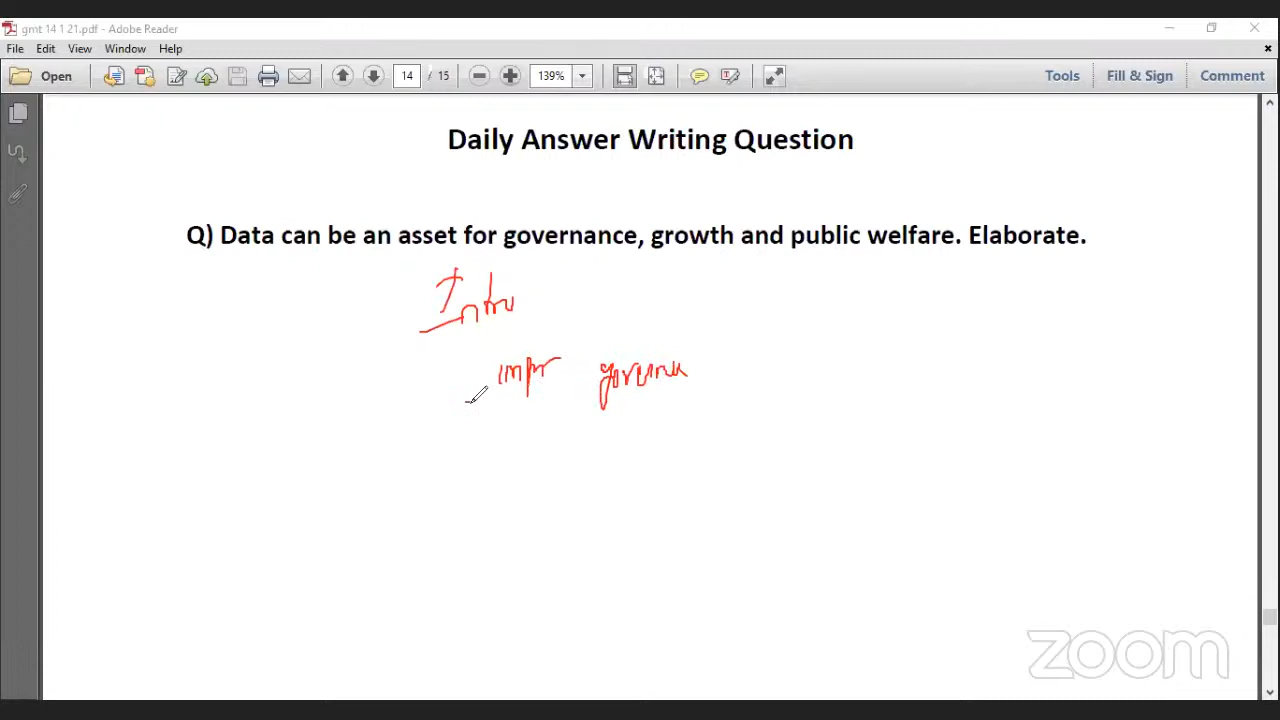 gmt 14 1 21.pdf - Adobe Reader
File Edit View Window Help
Open 14 / 15 139% Tools Fill & Sign Comment
Daily Answer Writing Question
Q) Data can be an asset for governance, growth and public welfare. Elaborate.
Intro
impr
zoom